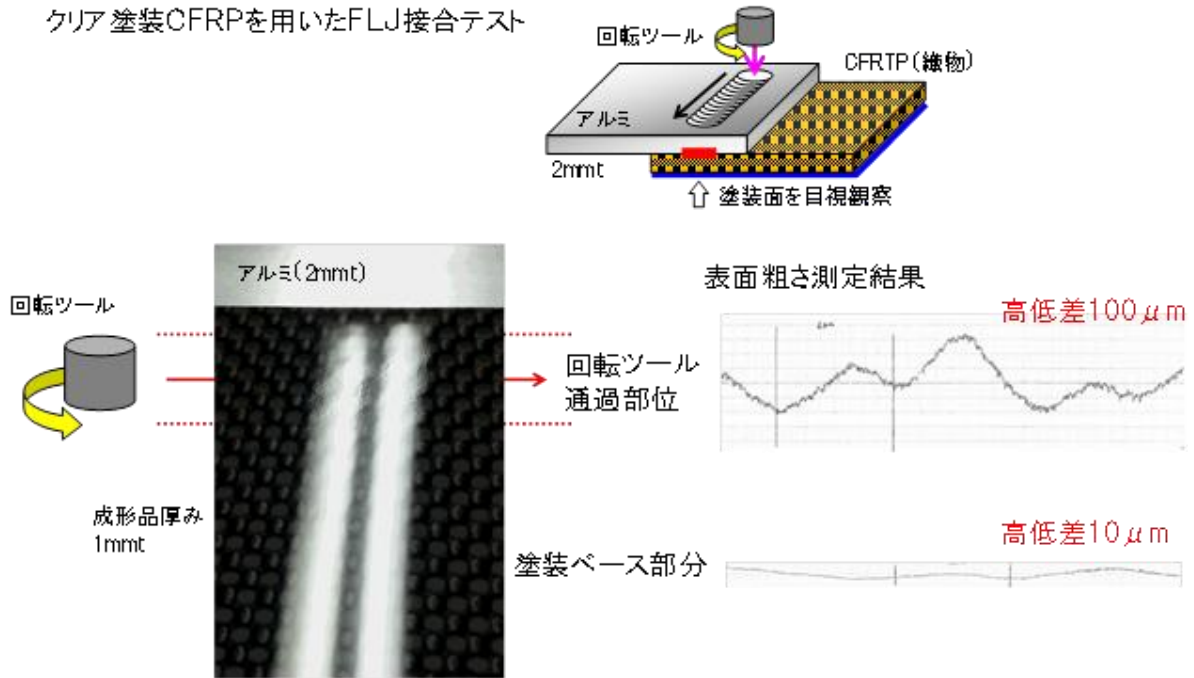 クリア塗装CFRPを用いたFLJ接合テスト
回転ツール
CFRTP(織物)
アルミ
2mmt
塗装面を目視観察
アルミ(2mmt)
回転ツール
表面粗さ測定結果
高低差100μm
回転ツール
通過部位
成形品厚み
1mmt
塗装ベース部分
高低差10μm